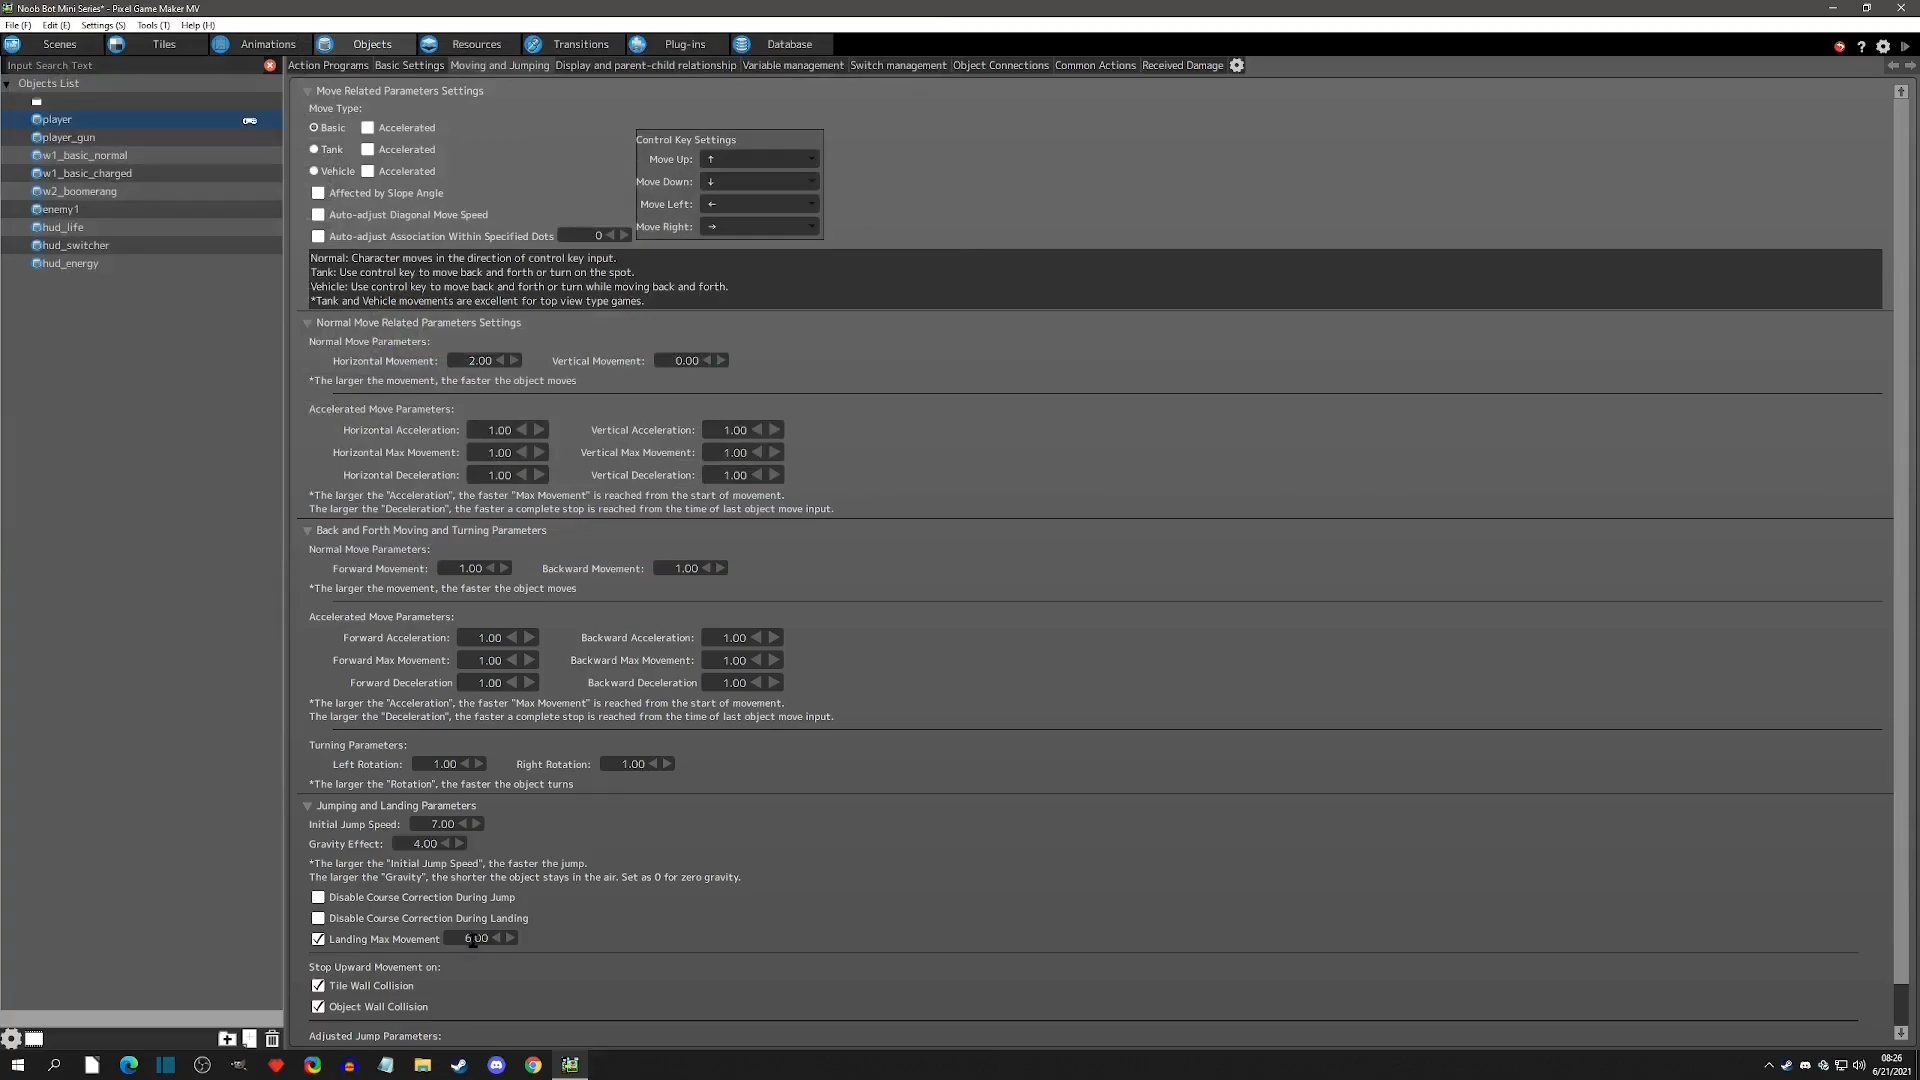 Noob Bot Mini Series* - Pixel Game Maker MV
File (F) Edit (E) Settings (S) Tools (T) Help (H)
Scenes Tiles Animations Objects Resources Transitions Plug-ins Database
Input Search Text
Action Programs Basic Settings Moving and Jumping Display and parent-child relationship Variable management Switch management Object Connections Common Actions Received Damage
Objects List
player
player_gun
w1_basic_normal
w1_basic_charged
w2_boomerang
enemy1
hud_life
hud_switcher
hud_energy
Move Related Parameters Settings
Move Type:
Basic Accelerated
Tank Accelerated
Vehicle Accelerated
Affected by Slope Angle
Auto-adjust Diagonal Move Speed
Auto-adjust Association Within Specified Dots 0
Control Key Settings
Move Up: ↑
Move Down: ↓
Move Left: ←
Move Right: →
Normal: Character moves in the direction of control key input.
Tank: Use control key to move back and forth or turn on the spot.
Vehicle: Use control key to move back and forth or turn while moving back and forth.
*Tank and Vehicle movements are excellent for top view type games.
Normal Move Related Parameters Settings
Normal Move Parameters:
Horizontal Movement: 2.00 Vertical Movement: 0.00
*The larger the movement, the faster the object moves
Accelerated Move Parameters:
Horizontal Acceleration: 1.00 Vertical Acceleration: 1.00
Horizontal Max Movement: 1.00 Vertical Max Movement: 1.00
Horizontal Deceleration: 1.00 Vertical Deceleration: 1.00
*The larger the "Acceleration", the faster "Max Movement" is reached from the start of movement.
The larger the "Deceleration", the faster a complete stop is reached from the time of last object move input.
Back and Forth Moving and Turning Parameters
Normal Move Parameters:
Forward Movement: 1.00 Backward Movement: 1.00
*The larger the movement, the faster the object moves
Accelerated Move Parameters:
Forward Acceleration: 1.00 Backward Acceleration: 1.00
Forward Max Movement: 1.00 Backward Max Movement: 1.00
Forward Deceleration 1.00 Backward Deceleration 1.00
*The larger the "Acceleration", the faster "Max Movement" is reached from the start of movement.
The larger the "Deceleration", the faster a complete stop is reached from the time of last object move input.
Turning Parameters:
Left Rotation: 1.00 Right Rotation: 1.00
*The larger the "Rotation", the faster the object turns
Jumping and Landing Parameters
Initial Jump Speed: 7.00
Gravity Effect: 4.00
*The larger the "Initial Jump Speed", the faster the jump.
The larger the "Gravity", the shorter the object stays in the air. Set as 0 for zero gravity.
Disable Course Correction During Jump
Disable Course Correction During Landing
Landing Max Movement 6.00
Stop Upward Movement on:
Tile Wall Collision
Object Wall Collision
Adjusted Jump Parameters:
08:26
6/21/2021